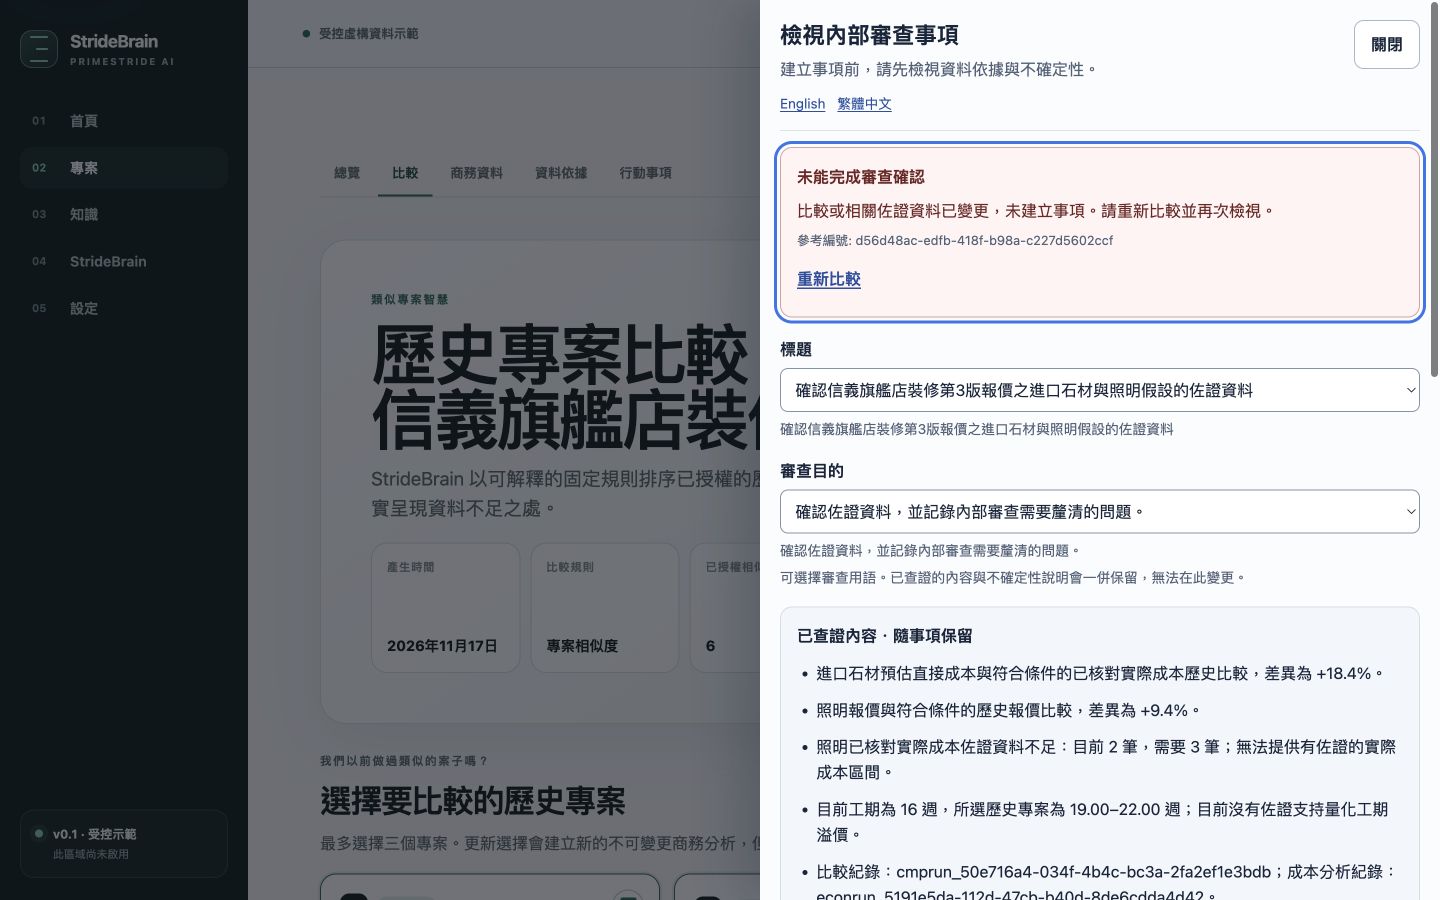 StrideBrain
PRIMESTRIDE AI
01 首頁
02 專案
03 知識
04 StrideBrain
05 設定
v0.1 · 受控示範
此區域尚未啟用
受控虛構資料示範
總覽 比較 商務資料 資料依據 行動事項
類似專案智慧
歷史專案比較
信義旗艦店裝
StrideBrain 以可解釋的固定規則排序已授權的
實呈現資料不足之處。
產生時間
2026年11月17日
比較規則
專案相似度
已授權相
6
我們以前做過類似的案子嗎？
選擇要比較的歷史專案
最多選擇三個專案。更新選擇會建立新的不可變更商務分析，
檢視內部審查事項
關閉
建立事項前，請先檢視資料依據與不確定性。
English 繁體中文
未能完成審查確認
比較或相關佐證資料已變更，未建立事項。請重新比較並再次檢視。
參考編號: d56d48ac-edfb-418f-b98a-c227d5602ccf
重新比較
標題
確認信義旗艦店裝修第3版報價之進口石材與照明假設的佐證資料
確認信義旗艦店裝修第3版報價之進口石材與照明假設的佐證資料
審查目的
確認佐證資料，並記錄內部審查需要釐清的問題。
確認佐證資料，並記錄內部審查需要釐清的問題。
可選擇審查用語。已查證的內容與不確定性說明會一併保留，無法在此變更。
已查證內容 · 隨事項保留
• 進口石材預估直接成本與符合條件的已核對實際成本歷史比較，差異為 +18.4%。
• 照明報價與符合條件的歷史報價比較，差異為 +9.4%。
• 照明已核對實際成本佐證資料不足：目前 2 筆，需要 3 筆；無法提供有佐證的實際
成本區間。
• 目前工期為 16 週，所選歷史專案為 19.00–22.00 週；目前沒有佐證支持量化工期
溢價。
• 比較紀錄：cmprun_50e716a4-034f-4b4c-bc3a-2fa2ef1e3bdb；成本分析紀錄：
econrun_5191e5da-112d-47cb-b40d-8de6cdda4d42。